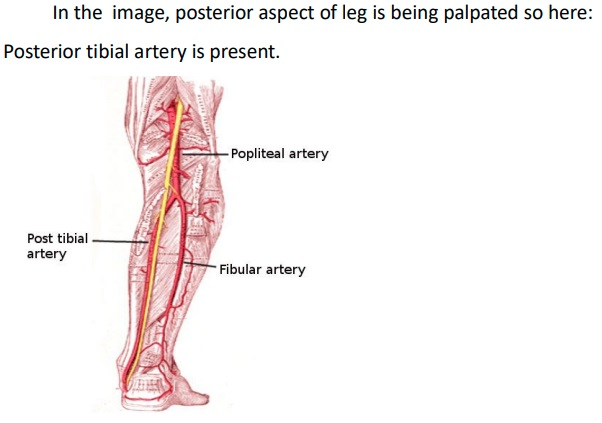 In the image, posterior aspect of leg is being palpated so here:
Posterior tibial artery is present.
Popliteal artery
Post tibial
artery
Fibular artery